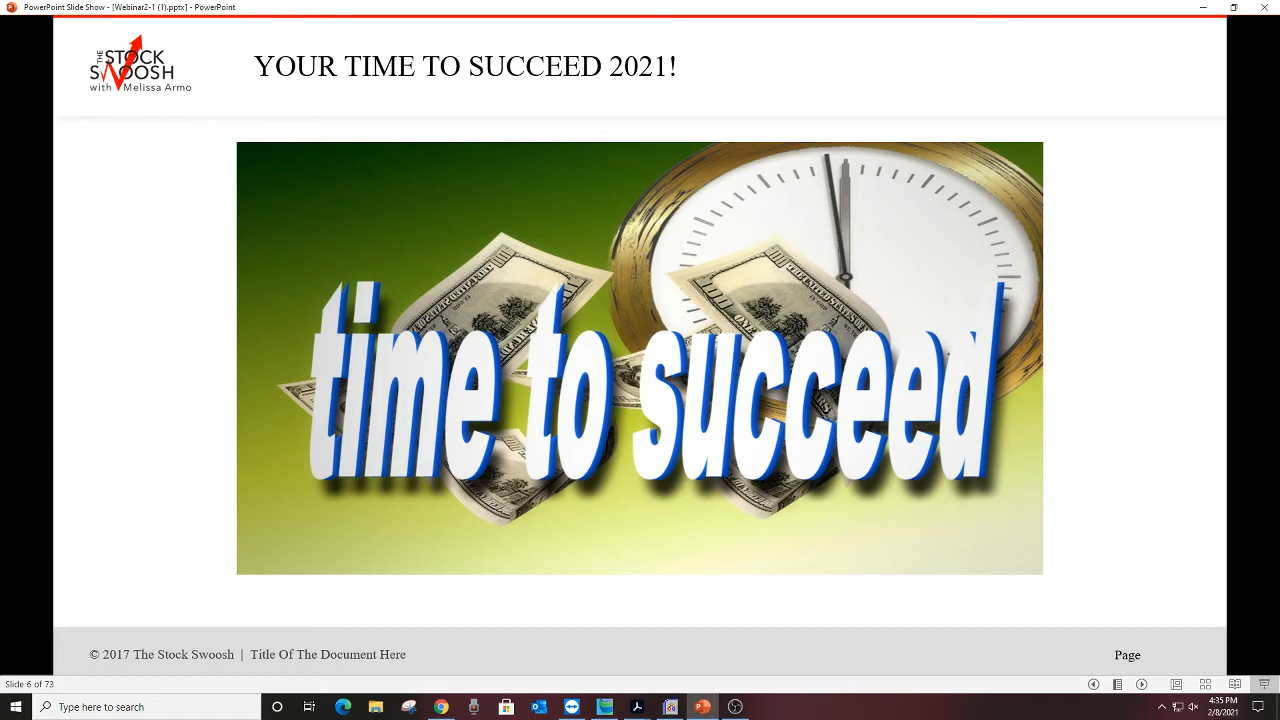 PowerPoint Slide Show - [Webinar2-1 (1).pptx] - PowerPoint
THE STOCK
SWOOSH
with Melissa Armo
YOUR TIME TO SUCCEED 2021!
time to succeed
© 2017 The Stock Swoosh | Title Of The Document Here
Page
Slide 6 of 73
Type here to search
4:35 PM
2/8/2021